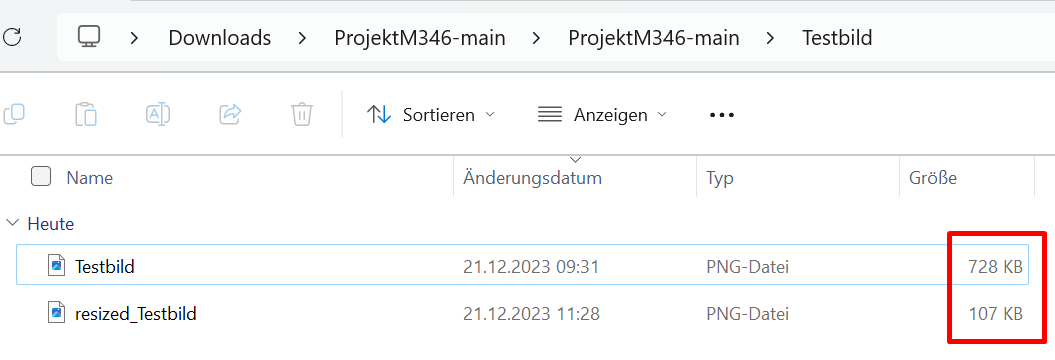 Downloads > ProjektM346-main > ProjektM346-main > Testbild
Sortieren Anzeigen
Name Änderungsdatum Typ Größe
Heute
Testbild 21.12.2023 09:31 PNG-Datei 728 KB
resized_Testbild 21.12.2023 11:28 PNG-Datei 107 KB